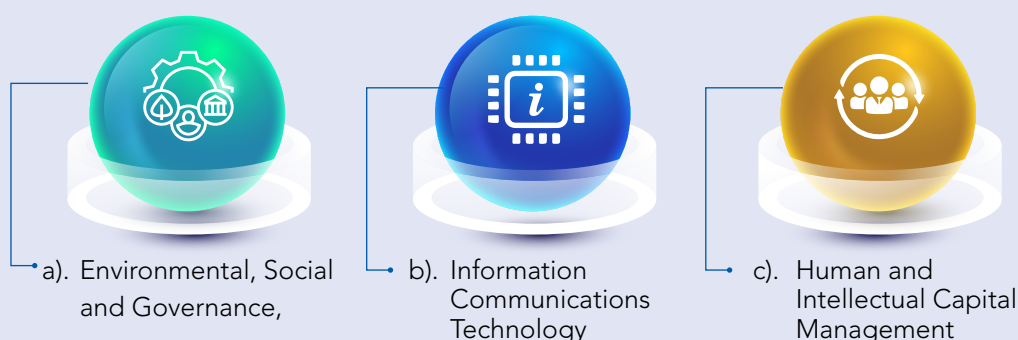 a). Environmental, Social
and Governance,
b). Information
Communications
Technology
c). Human and
Intellectual Capital
Management